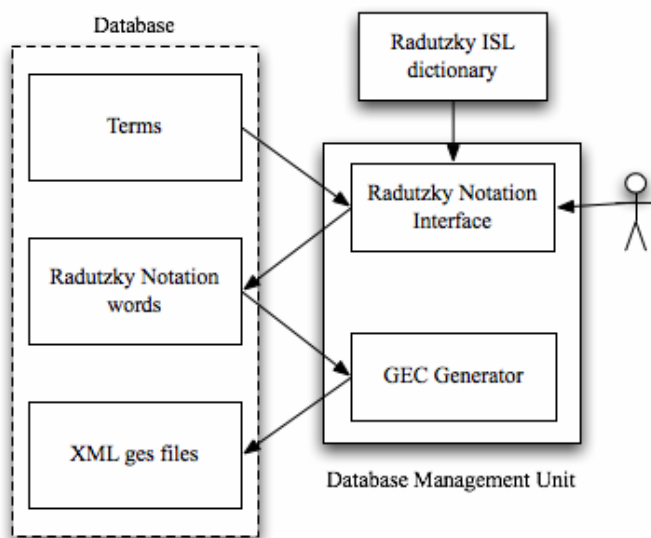 Database
Radutzky ISL
dictionary
Terms
Radutzky Notation
Interface
Radutzky Notation
words
GEC Generator
XML ges files
Database Management Unit